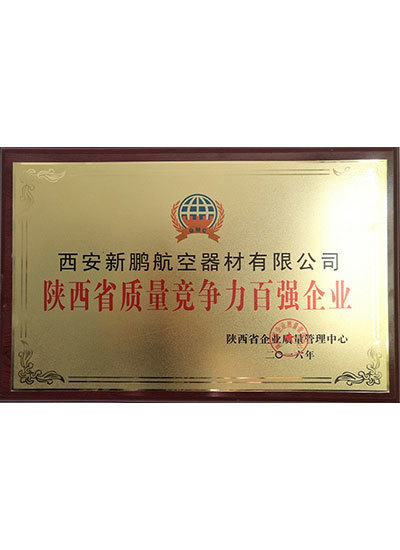 西安新鹏航空器材有限公司
陕西省质量竞争力百强企业
陕西省企业质量管理中心
二〇一六年